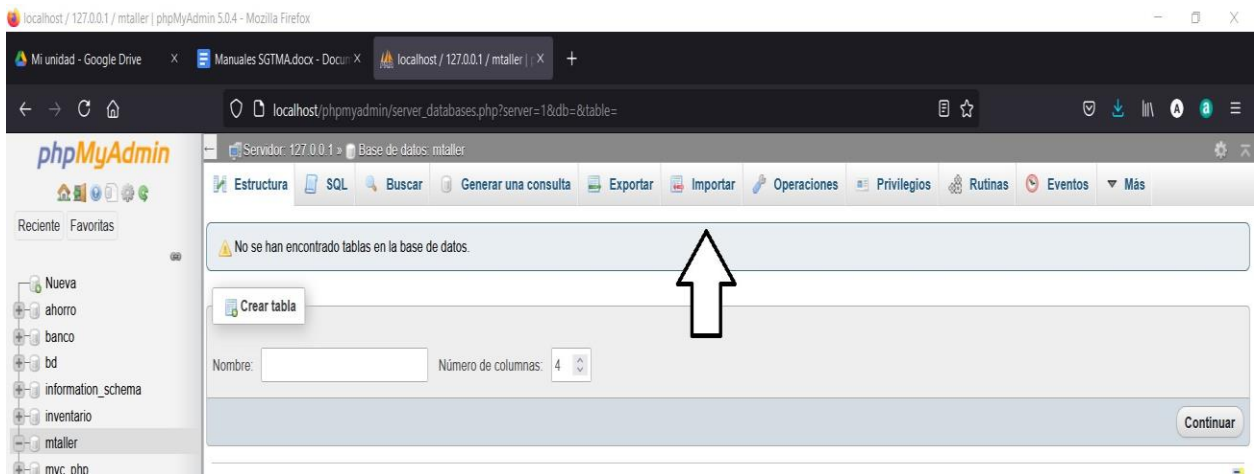 localhost / 127.0.0.1 / mtaller | phpMyAdmin 5.0.4 - Mozilla Firefox
Mi unidad - Google Drive
Manuales SGTMA.docx - Docun
localhost / 127.0.0.1 / mtaller | p
localhost/phpmyadmin/server_databases.php?server=1&db=&table=
phpMyAdmin
Servidor: 127.0.0.1 » Base de datos: mtaller
Estructura SQL Buscar Generar una consulta Exportar Importar Operaciones Privilegios Rutinas Eventos Más
Reciente Favoritas
No se han encontrado tablas en la base de datos.
Nueva
ahorro
banco
bd
information_schema
inventario
mtaller
mvc_php
Crear tabla
Nombre:
Número de columnas: 4
Continuar